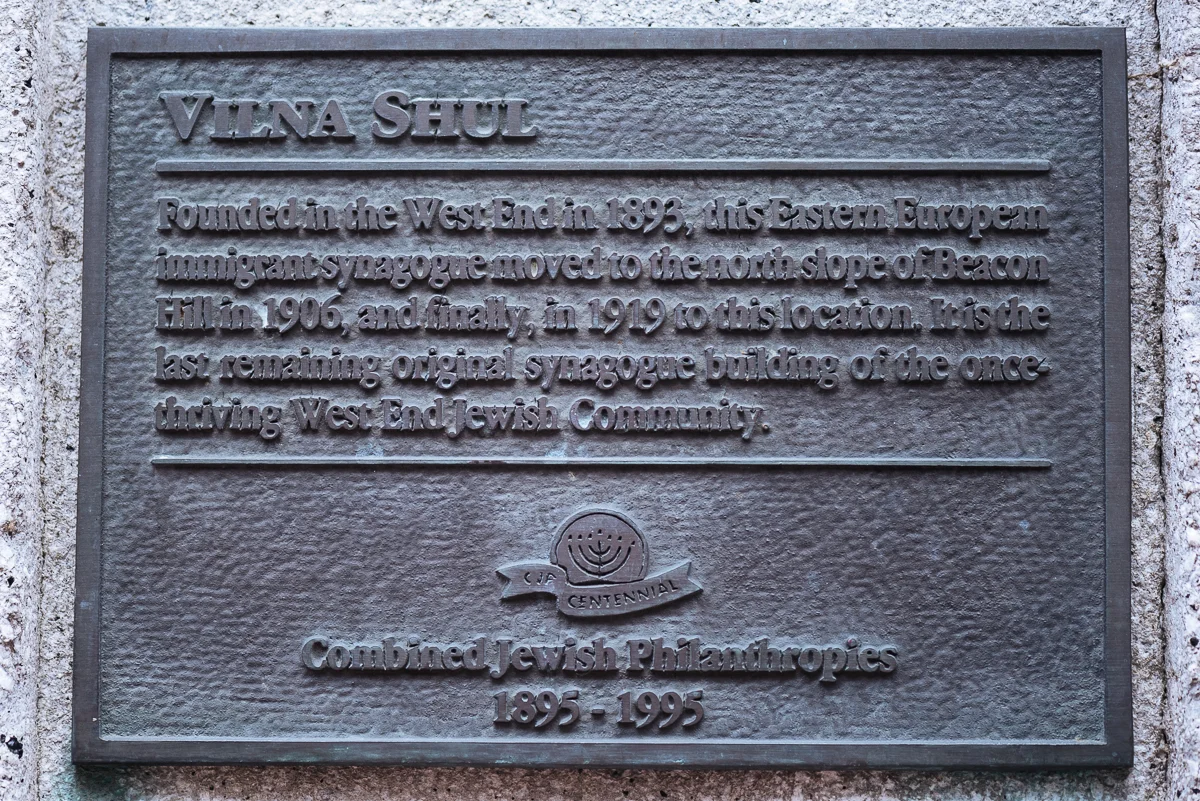 VILNA SHUL
Founded in the West End in 1893, this Eastern European
immigrant synagogue moved to the north slope of Beacon
Hill in 1906, and finally, in 1919 to this location. It is the
last remaining original synagogue building of the once-
thriving West End Jewish Community.
CJP
CENTENNIAL
Combined Jewish Philanthropies
1895 - 1995